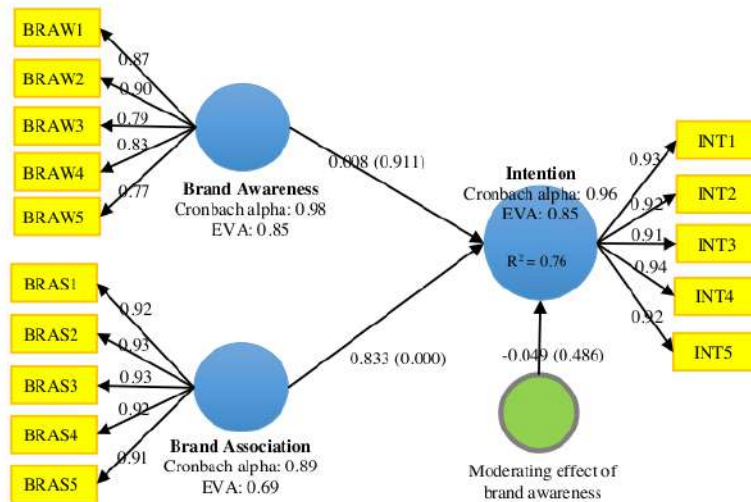 BRAW1
BRAW2
BRAW3
BRAW4
BRAW5
0.87
0.90
0.79
0.83
0.77
Brand Awareness
Cronbach alpha: 0.98
EVA: 0.85
0.008 (0.911)
BRAS1
BRAS2
BRAS3
BRAS4
BRAS5
0.92
0.93
0.93
0.92
0.91
Brand Association
Cronbach alpha: 0.89
EVA: 0.69
0.833 (0.000)
Intention
Cronbach alpha: 0.96
EVA: 0.85
R² = 0.76
-0.049 (0.486)
Moderating effect of
brand awareness
0.93
0.92
0.91
0.94
0.92
INT1
INT2
INT3
INT4
INT5